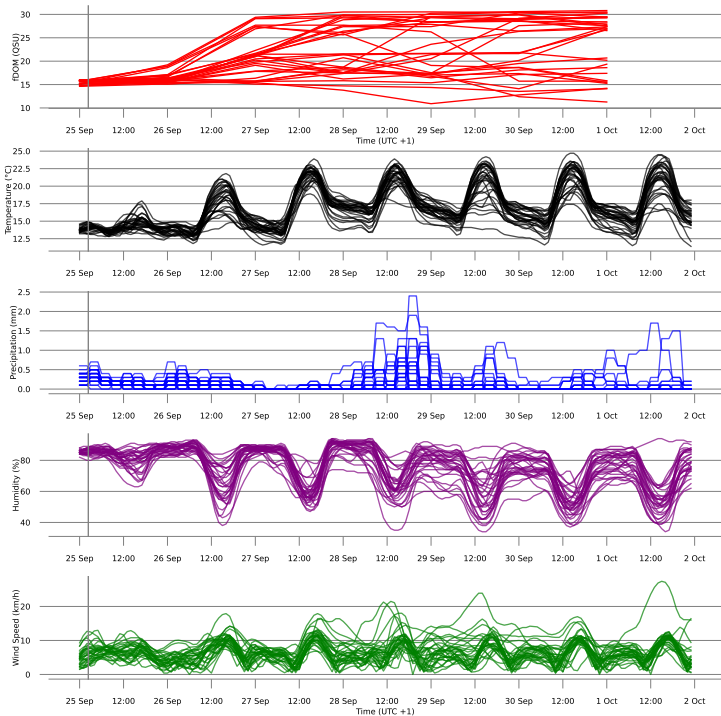 fDOM (QSU)
30
25
20
15
10
25 Sep 12:00 26 Sep 12:00 27 Sep 12:00 28 Sep 12:00 29 Sep 12:00 30 Sep 12:00 1 Oct 12:00 2 Oct
Time (UTC +1)
Temperature (°C)
25.0
22.5
20.0
17.5
15.0
12.5
25 Sep 12:00 26 Sep 12:00 27 Sep 12:00 28 Sep 12:00 29 Sep 12:00 30 Sep 12:00 1 Oct 12:00 2 Oct
Precipitation (mm)
2.5
2.0
1.5
1.0
0.5
0.0
25 Sep 12:00 26 Sep 12:00 27 Sep 12:00 28 Sep 12:00 29 Sep 12:00 30 Sep 12:00 1 Oct 12:00 2 Oct
Humidity (%)
80
60
40
25 Sep 12:00 26 Sep 12:00 27 Sep 12:00 28 Sep 12:00 29 Sep 12:00 30 Sep 12:00 1 Oct 12:00 2 Oct
Wind Speed (km/h)
20
10
0
25 Sep 12:00 26 Sep 12:00 27 Sep 12:00 28 Sep 12:00 29 Sep 12:00 30 Sep 12:00 1 Oct 12:00 2 Oct
Time (UTC +1)